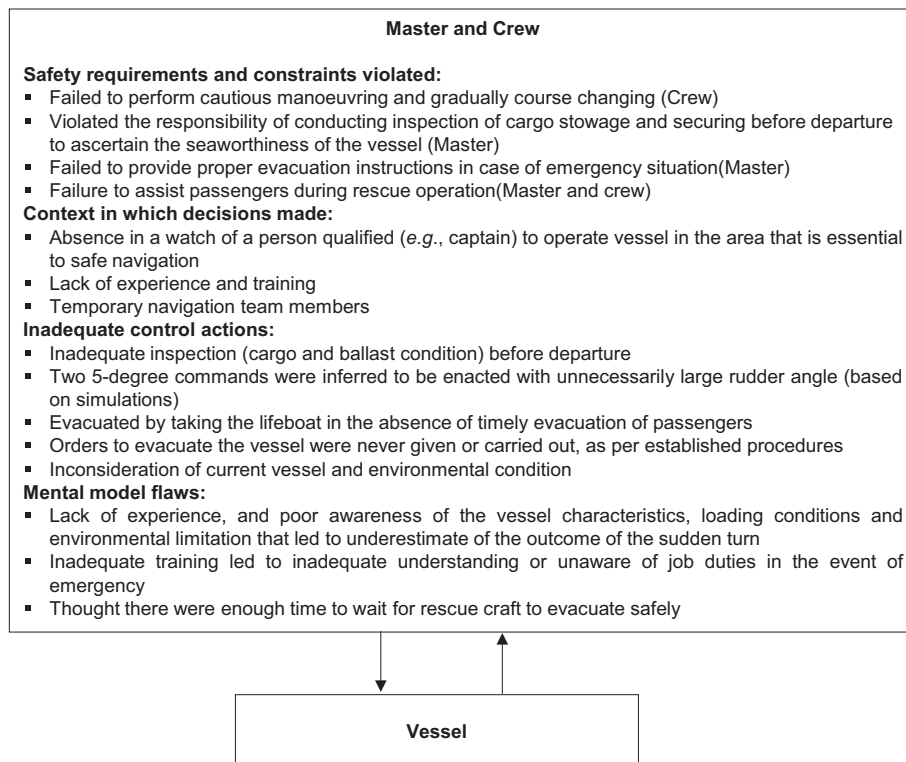 Master and Crew
Safety requirements and constraints violated:
▪ Failed to perform cautious manoeuvring and gradually course changing (Crew)
▪ Violated the responsibility of conducting inspection of cargo stowage and securing before departure
to ascertain the seaworthiness of the vessel (Master)
▪ Failed to provide proper evacuation instructions in case of emergency situation(Master)
▪ Failure to assist passengers during rescue operation(Master and crew)
Context in which decisions made:
▪ Absence in a watch of a person qualified (e.g., captain) to operate vessel in the area that is essential
to safe navigation
▪ Lack of experience and training
▪ Temporary navigation team members
Inadequate control actions:
▪ Inadequate inspection (cargo and ballast condition) before departure
▪ Two 5-degree commands were inferred to be enacted with unnecessarily large rudder angle (based
on simulations)
▪ Evacuated by taking the lifeboat in the absence of timely evacuation of passengers
▪ Orders to evacuate the vessel were never given or carried out, as per established procedures
▪ Inconsideration of current vessel and environmental condition
Mental model flaws:
▪ Lack of experience, and poor awareness of the vessel characteristics, loading conditions and
environmental limitation that led to underestimate of the outcome of the sudden turn
▪ Inadequate training led to inadequate understanding or unaware of job duties in the event of
emergency
▪ Thought there were enough time to wait for rescue craft to evacuate safely
Vessel